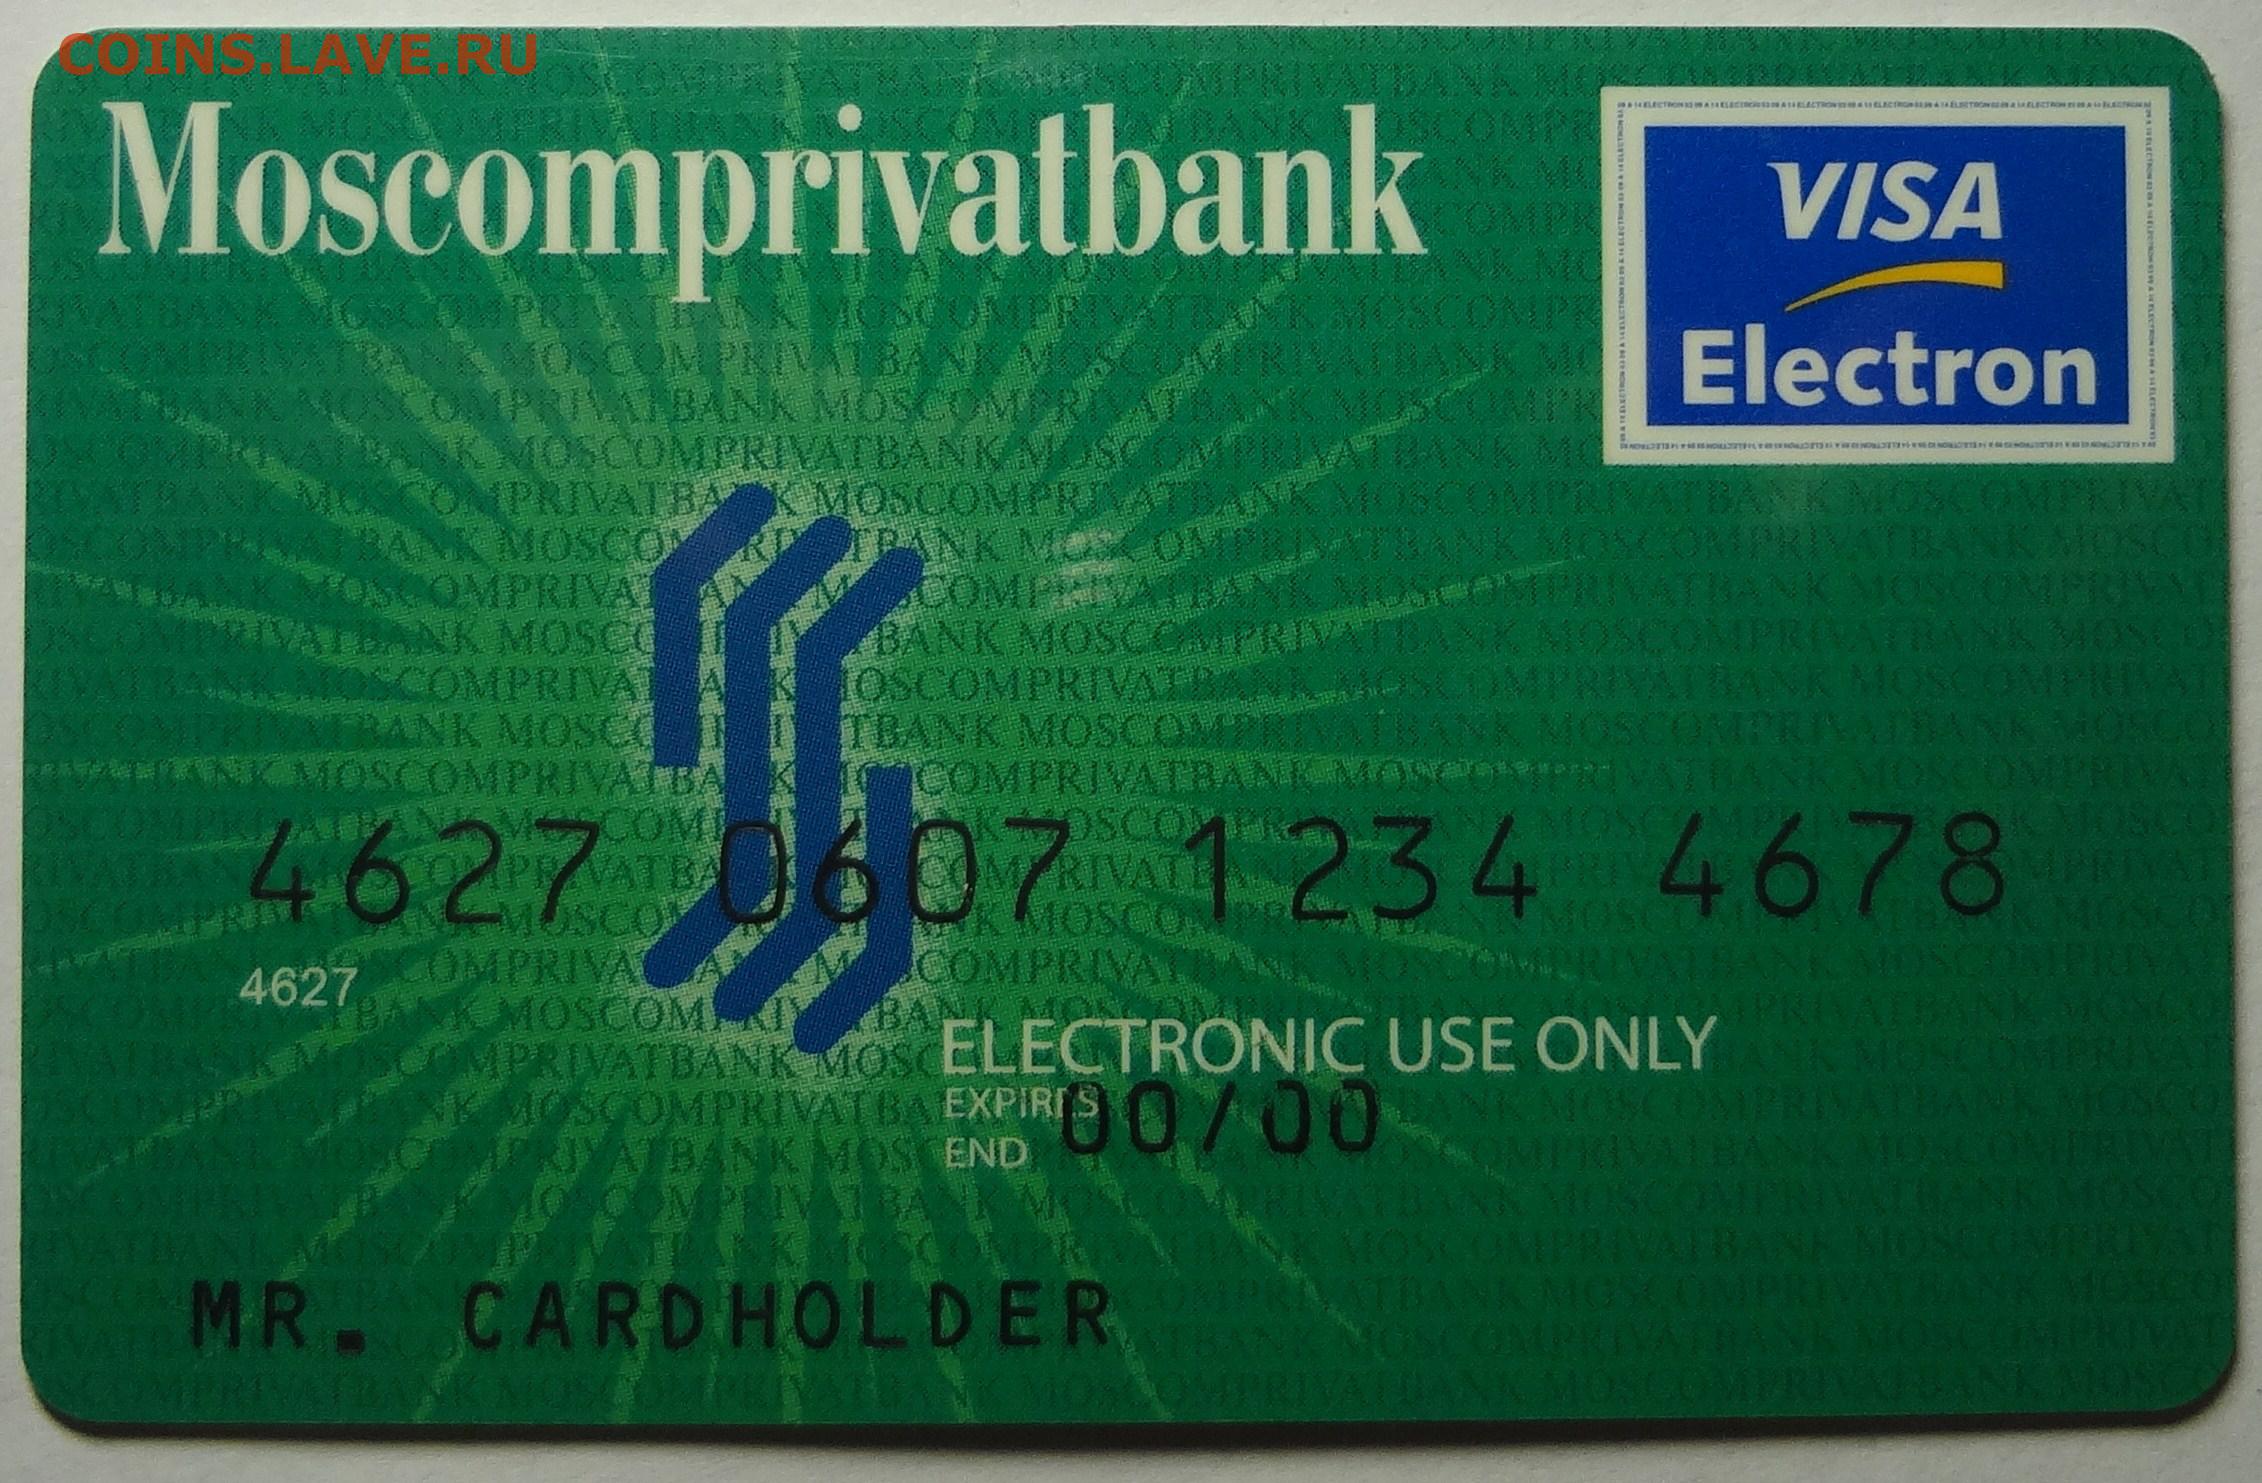 COINS.LAVE.RU
Moscomprivatbank
VISA
Electron
4627 0607 1234 4678
4627
ELECTRONIC USE ONLY
EXPIRES
END
00/00
MR. CARDHOLDER